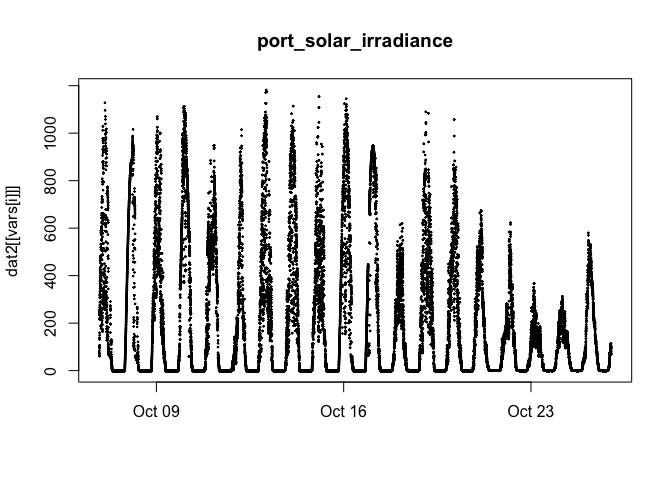 port_solar_irradiance
dat2[[vars[i]]]
1000
800
600
400
200
0
Oct 09
Oct 16
Oct 23